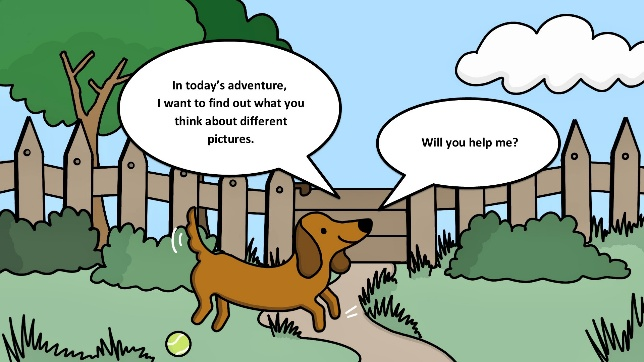 In today's adventure,
I want to find out what you
think about different
pictures.
Will you help me?